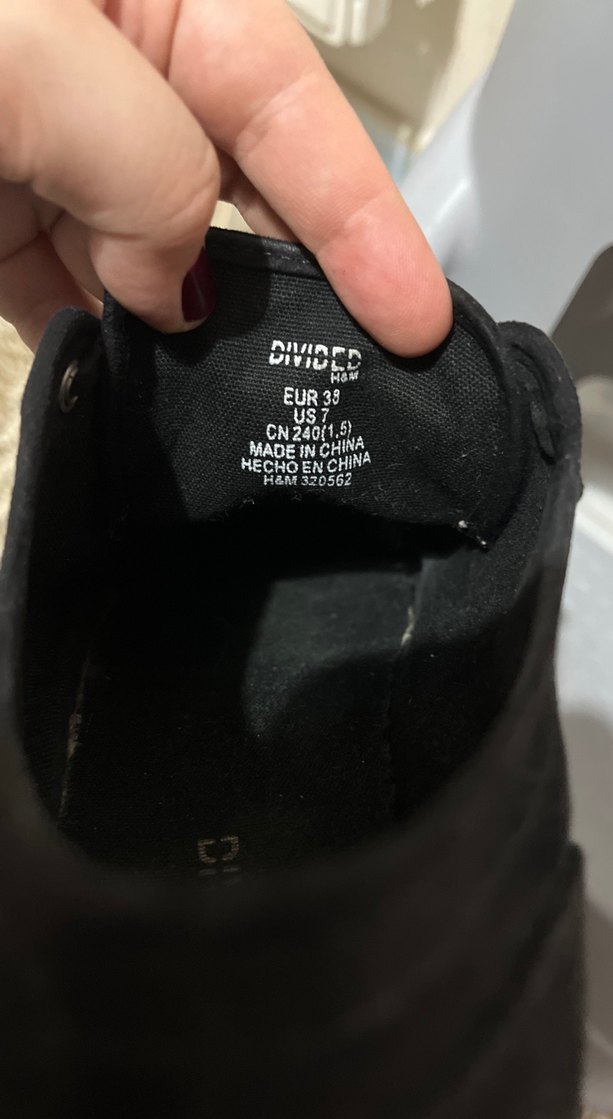 DIVIDED
H&M
EUR 38
US 7
CN 240(1,5)
MADE IN CHINA
HECHO EN CHINA
H&M 320562